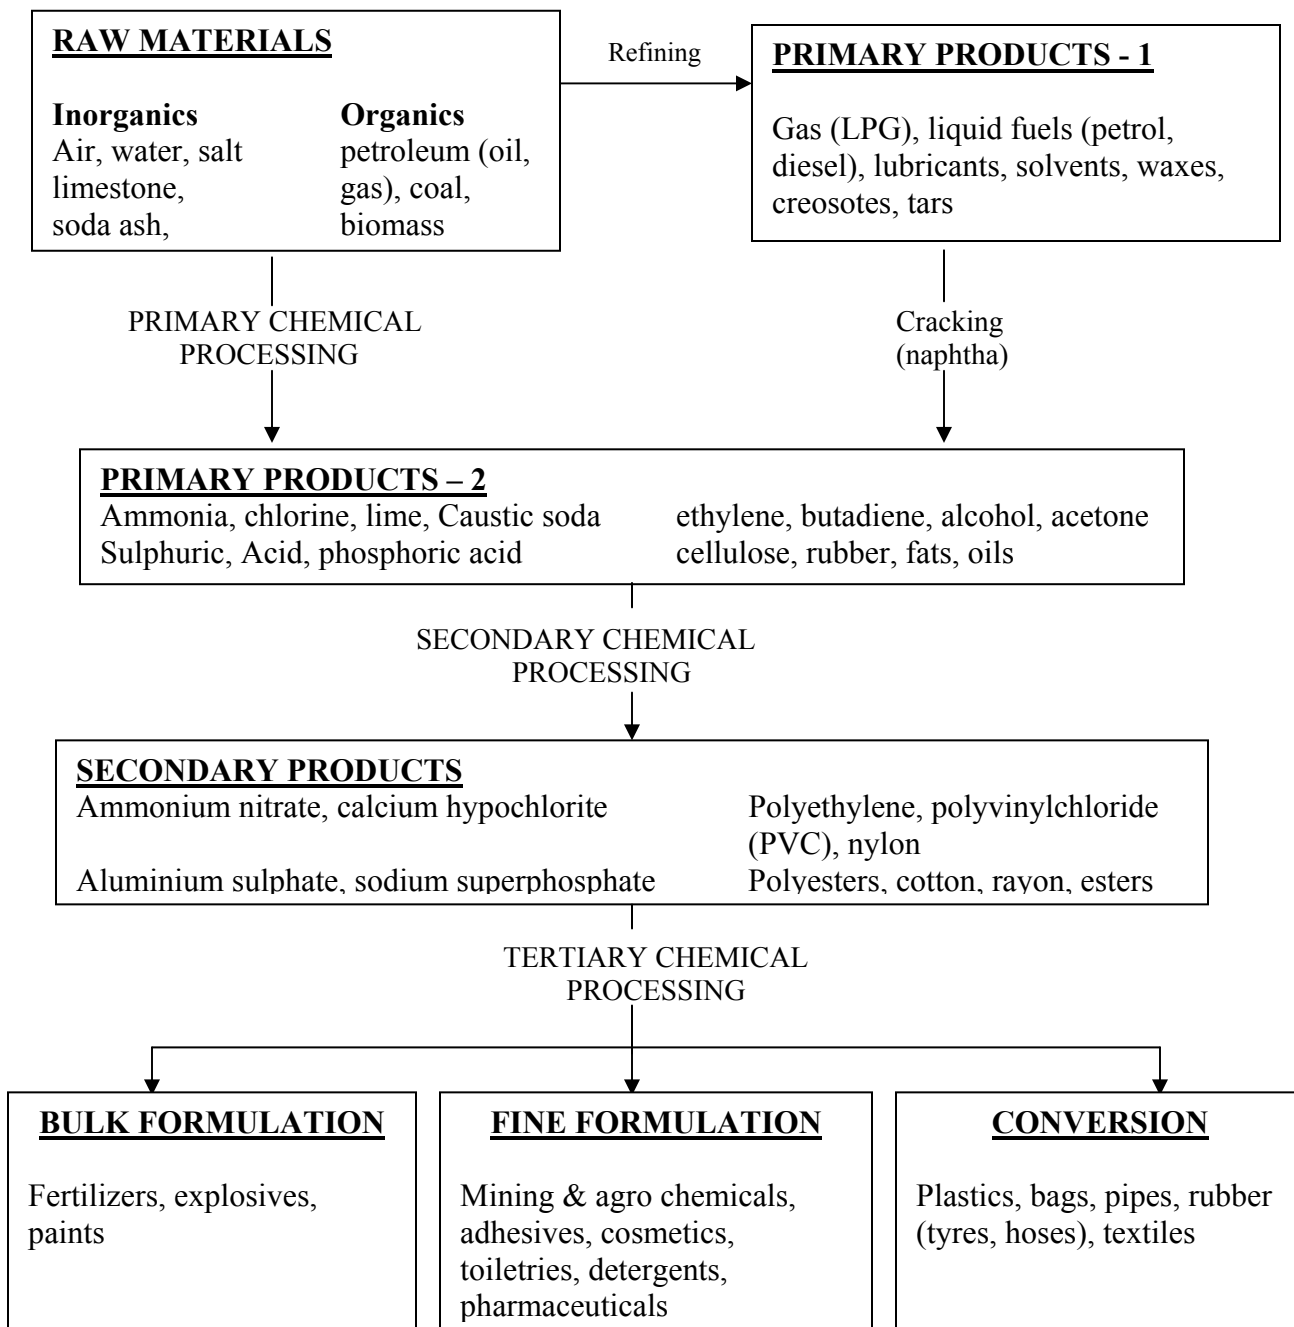 RAW MATERIALS
Inorganics Organics
Air, water, salt petroleum (oil,
limestone, gas), coal,
soda ash, biomass
Refining
PRIMARY PRODUCTS - 1
Gas (LPG), liquid fuels (petrol,
diesel), lubricants, solvents, waxes,
creosotes, tars
PRIMARY CHEMICAL
PROCESSING
Cracking
(naphtha)
PRIMARY PRODUCTS – 2
Ammonia, chlorine, lime, Caustic soda ethylene, butadiene, alcohol, acetone
Sulphuric, Acid, phosphoric acid cellulose, rubber, fats, oils
SECONDARY CHEMICAL
PROCESSING
SECONDARY PRODUCTS
Ammonium nitrate, calcium hypochlorite Polyethylene, polyvinylchloride
(PVC), nylon
Aluminium sulphate, sodium superphosphate Polyesters, cotton, rayon, esters
TERTIARY CHEMICAL
PROCESSING
BULK FORMULATION
Fertilizers, explosives,
paints
FINE FORMULATION
Mining & agro chemicals,
adhesives, cosmetics,
toiletries, detergents,
pharmaceuticals
CONVERSION
Plastics, bags, pipes, rubber
(tyres, hoses), textiles